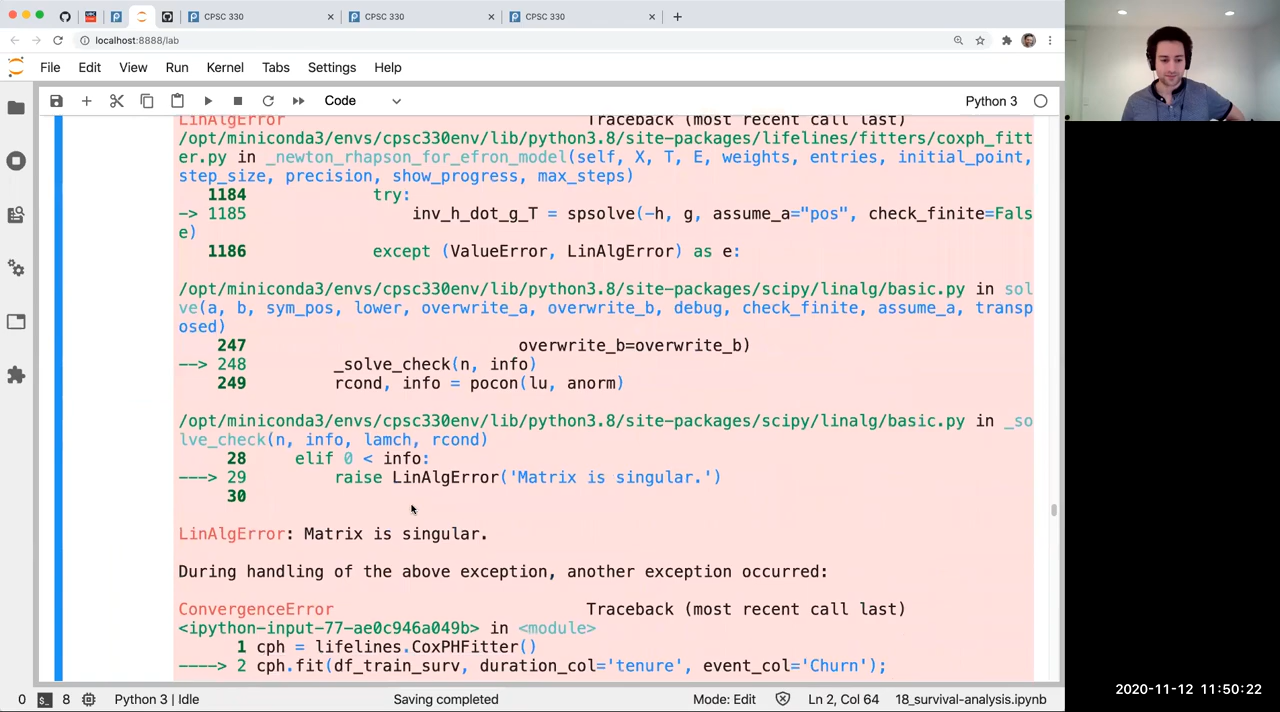 CPSC 330
CPSC 330
CPSC 330
localhost:8888/lab
File Edit View Run Kernel Tabs Settings Help
Code
Python 3
LinAlgError Traceback (most recent call last)
/opt/miniconda3/envs/cpsc330env/lib/python3.8/site-packages/lifelines/fitters/coxph_fitt
er.py in _newton_rhapson_for_efron_model(self, X, T, E, weights, entries, initial_point,
step_size, precision, show_progress, max_steps)
1184 try:
-> 1185 inv_h_dot_g_T = spsolve(-h, g, assume_a="pos", check_finite=Fals
e)
1186 except (ValueError, LinAlgError) as e:
/opt/miniconda3/envs/cpsc330env/lib/python3.8/site-packages/scipy/linalg/basic.py in sol
ve(a, b, sym_pos, lower, overwrite_a, overwrite_b, debug, check_finite, assume_a, transp
osed)
247 overwrite_b=overwrite_b)
--> 248 _solve_check(n, info)
249 rcond, info = pocon(lu, anorm)
/opt/miniconda3/envs/cpsc330env/lib/python3.8/site-packages/scipy/linalg/basic.py in _so
lve_check(n, info, lamch, rcond)
28 elif 0 < info:
---> 29 raise LinAlgError('Matrix is singular.')
30
LinAlgError: Matrix is singular.
During handling of the above exception, another exception occurred:
ConvergenceError Traceback (most recent call last)
<ipython-input-77-ae0c946a049b> in <module>
1 cph = lifelines.CoxPHFitter()
----> 2 cph.fit(df_train_surv, duration_col='tenure', event_col='Churn');
0 8 Python 3 | Idle Saving completed Mode: Edit Ln 2, Col 64 18_survival-analysis.ipynb
2020-11-12 11:50:22